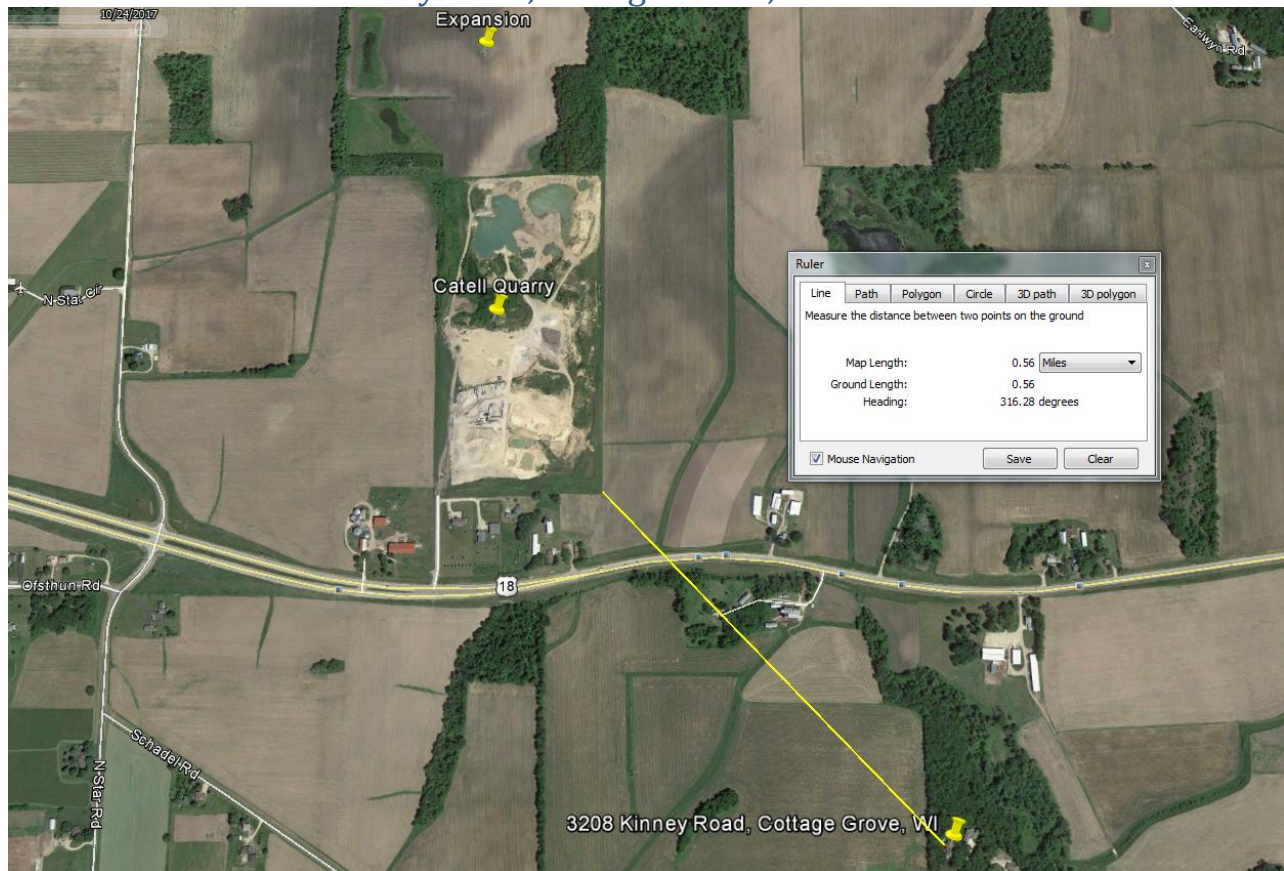 10/24/2017
Expansion
Earlwyn Rd
Catell Quarry
N Star Cir
Ruler
x
Line Path Polygon Circle 3D path 3D polygon
Measure the distance between two points on the ground
Map Length: 0.56 Miles
Ground Length: 0.56
Heading: 316.28 degrees
Mouse Navigation Save Clear
18
Ofsthun Rd
Schadel Rd
N Star Rd
3208 Kinney Road, Cottage Grove, WI